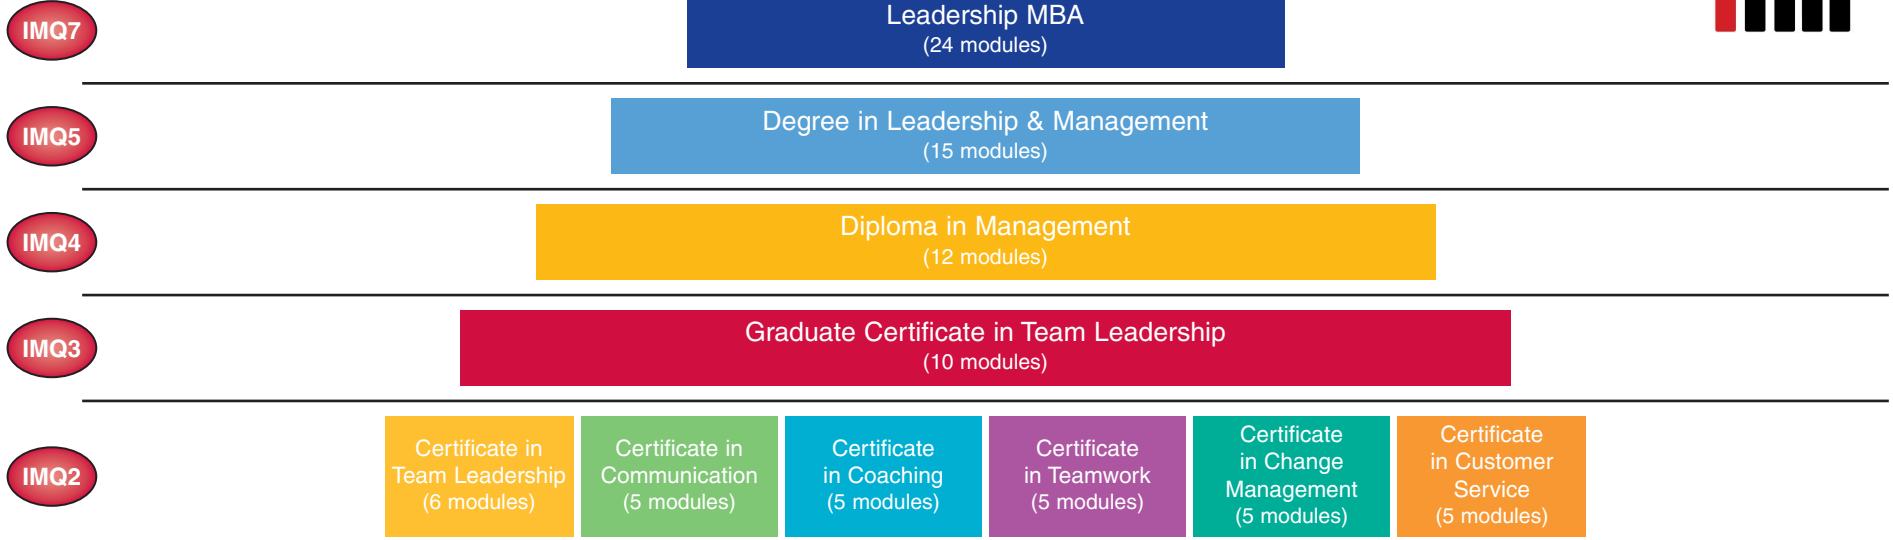 IMQ7
Leadership MBA
(24 modules)
IMQ5
Degree in Leadership & Management
(15 modules)
IMQ4
Diploma in Management
(12 modules)
IMQ3
Graduate Certificate in Team Leadership
(10 modules)
IMQ2
Certificate in
Team Leadership
(6 modules)
Certificate in
Communication
(5 modules)
Certificate
in Coaching
(5 modules)
Certificate
in Teamwork
(5 modules)
Certificate
in Change
Management
(5 modules)
Certificate
in Customer
Service
(5 modules)